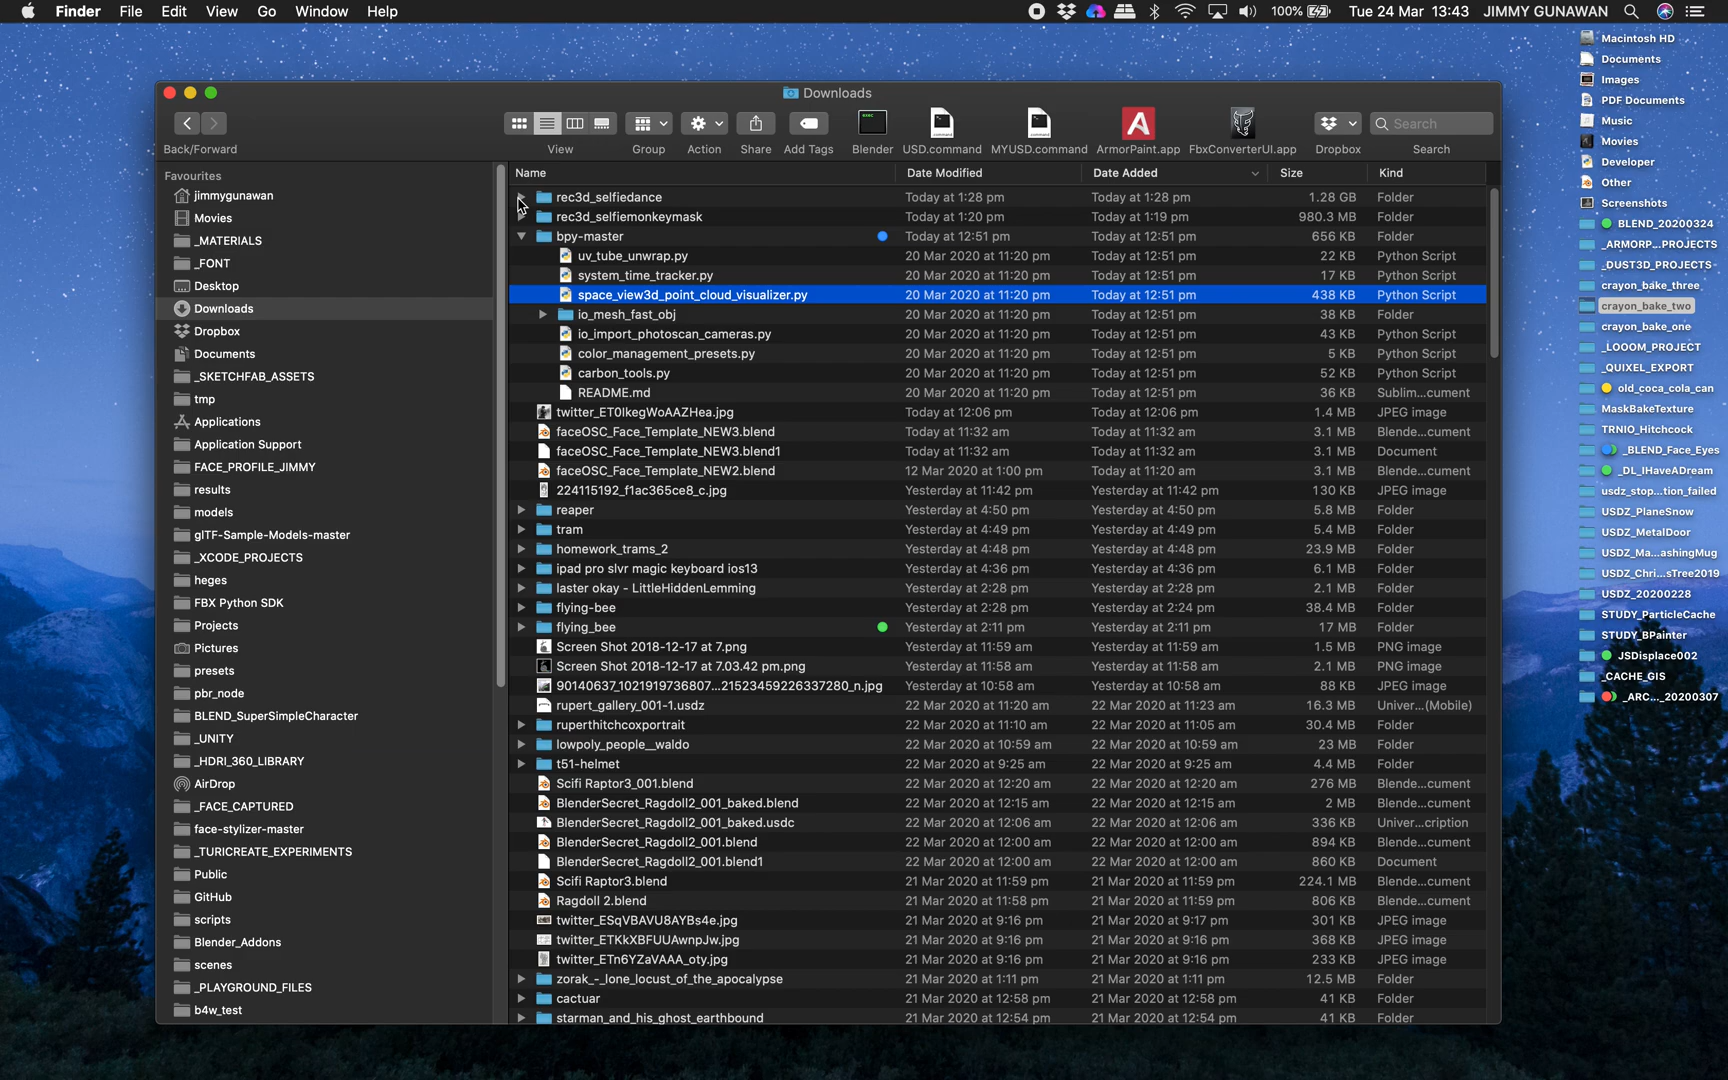 Finder File Edit View Go Window Help
100% Tue 24 Mar 13:43 JIMMY GUNAWAN
Downloads
Back/Forward View Group Action Share Add Tags Blender USD.command MYUSD.command ArmorPaint.app FbxConverterUI.app Dropbox Search
Search
Favourites
jimmygunawan
Movies
_MATERIALS
_FONT
Desktop
Downloads
Dropbox
Documents
_SKETCHFAB_ASSETS
tmp
Applications
Application Support
FACE_PROFILE_JIMMY
results
models
glTF-Sample-Models-master
_XCODE_PROJECTS
heges
FBX Python SDK
Projects
Pictures
presets
pbr_node
BLEND_SuperSimpleCharacter
_UNITY
_HDRI_360_LIBRARY
AirDrop
_FACE_CAPTURED
face-stylizer-master
_TURICREATE_EXPERIMENTS
Public
GitHub
scripts
Blender_Addons
scenes
_PLAYGROUND_FILES
b4w_test
Name Date Modified Date Added Size Kind
rec3d_selfiedance Today at 1:28 pm Today at 1:28 pm 1.28 GB Folder
rec3d_selfiemonkeymask Today at 1:20 pm Today at 1:19 pm 980.3 MB Folder
bpy-master Today at 12:51 pm Today at 12:51 pm 656 KB Folder
uv_tube_unwrap.py 20 Mar 2020 at 11:20 pm Today at 12:51 pm 22 KB Python Script
system_time_tracker.py 20 Mar 2020 at 11:20 pm Today at 12:51 pm 17 KB Python Script
space_view3d_point_cloud_visualizer.py 20 Mar 2020 at 11:20 pm Today at 12:51 pm 438 KB Python Script
io_mesh_fast_obj 20 Mar 2020 at 11:20 pm Today at 12:51 pm 38 KB Folder
io_import_photoscan_cameras.py 20 Mar 2020 at 11:20 pm Today at 12:51 pm 43 KB Python Script
color_management_presets.py 20 Mar 2020 at 11:20 pm Today at 12:51 pm 5 KB Python Script
carbon_tools.py 20 Mar 2020 at 11:20 pm Today at 12:51 pm 52 KB Python Script
README.md 20 Mar 2020 at 11:20 pm Today at 12:51 pm 36 KB Sublim...cument
twitter_ET0lkegWoAAZHea.jpg Today at 12:06 pm Today at 12:06 pm 1.4 MB JPEG image
faceOSC_Face_Template_NEW3.blend Today at 11:32 am Today at 11:32 am 3.1 MB Blende...cument
faceOSC_Face_Template_NEW3.blend1 Today at 11:32 am Today at 11:32 am 3.1 MB Document
faceOSC_Face_Template_NEW2.blend 12 Mar 2020 at 1:00 pm Today at 11:20 am 3.1 MB Blende...cument
224115192_f1ac365ce8_c.jpg Yesterday at 11:42 pm Yesterday at 11:42 pm 130 KB JPEG image
reaper Yesterday at 4:50 pm Yesterday at 4:50 pm 5.8 MB Folder
tram Yesterday at 4:49 pm Yesterday at 4:49 pm 5.4 MB Folder
homework_trams_2 Yesterday at 4:48 pm Yesterday at 4:48 pm 23.9 MB Folder
ipad pro slvr magic keyboard ios13 Yesterday at 4:36 pm Yesterday at 4:36 pm 6.1 MB Folder
laster okay - LittleHiddenLemming Yesterday at 2:28 pm Yesterday at 2:28 pm 2.1 MB Folder
flying-bee Yesterday at 2:28 pm Yesterday at 2:24 pm 38.4 MB Folder
flying_bee Yesterday at 2:11 pm Yesterday at 2:11 pm 17 MB Folder
Screen Shot 2018-12-17 at 7.png Yesterday at 11:59 am Yesterday at 11:59 am 1.5 MB PNG image
Screen Shot 2018-12-17 at 7.03.42 pm.png Yesterday at 11:58 am Yesterday at 11:58 am 2.1 MB PNG image
90140637_1021919736807...21523459226337280_n.jpg Yesterday at 10:58 am Yesterday at 10:58 am 88 KB JPEG image
rupert_gallery_001-1.usdz 22 Mar 2020 at 11:20 am 22 Mar 2020 at 11:23 am 16.3 MB Univer...(Mobile)
ruperthitchcoxportrait 22 Mar 2020 at 11:10 am 22 Mar 2020 at 11:05 am 30.4 MB Folder
lowpoly_people__waldo 22 Mar 2020 at 10:59 am 22 Mar 2020 at 10:59 am 23 MB Folder
t51-helmet 22 Mar 2020 at 9:25 am 22 Mar 2020 at 9:25 am 4.4 MB Folder
Scifi Raptor3_001.blend 22 Mar 2020 at 12:20 am 22 Mar 2020 at 12:20 am 276 MB Blende...cument
BlenderSecret_Ragdoll2_001_baked.blend 22 Mar 2020 at 12:15 am 22 Mar 2020 at 12:15 am 2 MB Blende...cument
BlenderSecret_Ragdoll2_001_baked.usdc 22 Mar 2020 at 12:06 am 22 Mar 2020 at 12:06 am 336 KB Univer...cription
BlenderSecret_Ragdoll2_001.blend 22 Mar 2020 at 12:00 am 22 Mar 2020 at 12:00 am 894 KB Blende...cument
BlenderSecret_Ragdoll2_001.blend1 22 Mar 2020 at 12:00 am 22 Mar 2020 at 12:00 am 860 KB Document
Scifi Raptor3.blend 21 Mar 2020 at 11:59 pm 21 Mar 2020 at 11:59 pm 224.1 MB Blende...cument
Ragdoll 2.blend 21 Mar 2020 at 11:58 pm 21 Mar 2020 at 11:59 pm 806 KB Blende...cument
twitter_ESqVBAVU8AYBs4e.jpg 21 Mar 2020 at 9:16 pm 21 Mar 2020 at 9:17 pm 301 KB JPEG image
twitter_ETKkXBFUUAwnpJw.jpg 21 Mar 2020 at 9:16 pm 21 Mar 2020 at 9:16 pm 368 KB JPEG image
twitter_ETn6YZaVAAA_oty.jpg 21 Mar 2020 at 9:16 pm 21 Mar 2020 at 9:16 pm 233 KB JPEG image
zorak_-_lone_locust_of_the_apocalypse 21 Mar 2020 at 1:11 pm 21 Mar 2020 at 1:11 pm 12.5 MB Folder
cactuar 21 Mar 2020 at 12:58 pm 21 Mar 2020 at 12:58 pm 41 KB Folder
starman_and_his_ghost_earthbound 21 Mar 2020 at 12:54 pm 21 Mar 2020 at 12:54 pm 41 KB Folder
Macintosh HD
Documents
Images
PDF Documents
Music
Movies
Developer
Other
Screenshots
BLEND_20200324
_ARMORP...PROJECTS
_DUST3D_PROJECTS
crayon_bake_three
crayon_bake_two
crayon_bake_one
_LOOOM_PROJECT
_QUIXEL_EXPORT
old_coca_cola_can
MaskBakeTexture
TRNIO_Hitchcock
_BLEND_Face_Eyes
_DL_IHaveADream
usdz_stop...tion_failed
USDZ_PlaneSnow
USDZ_MetalDoor
USDZ_Ma...ashingMug
USDZ_Chri...sTree2019
USDZ_20200228
STUDY_ParticleCache
STUDY_BPainter
JSDisplace002
_CACHE_GIS
_ARC..._20200307